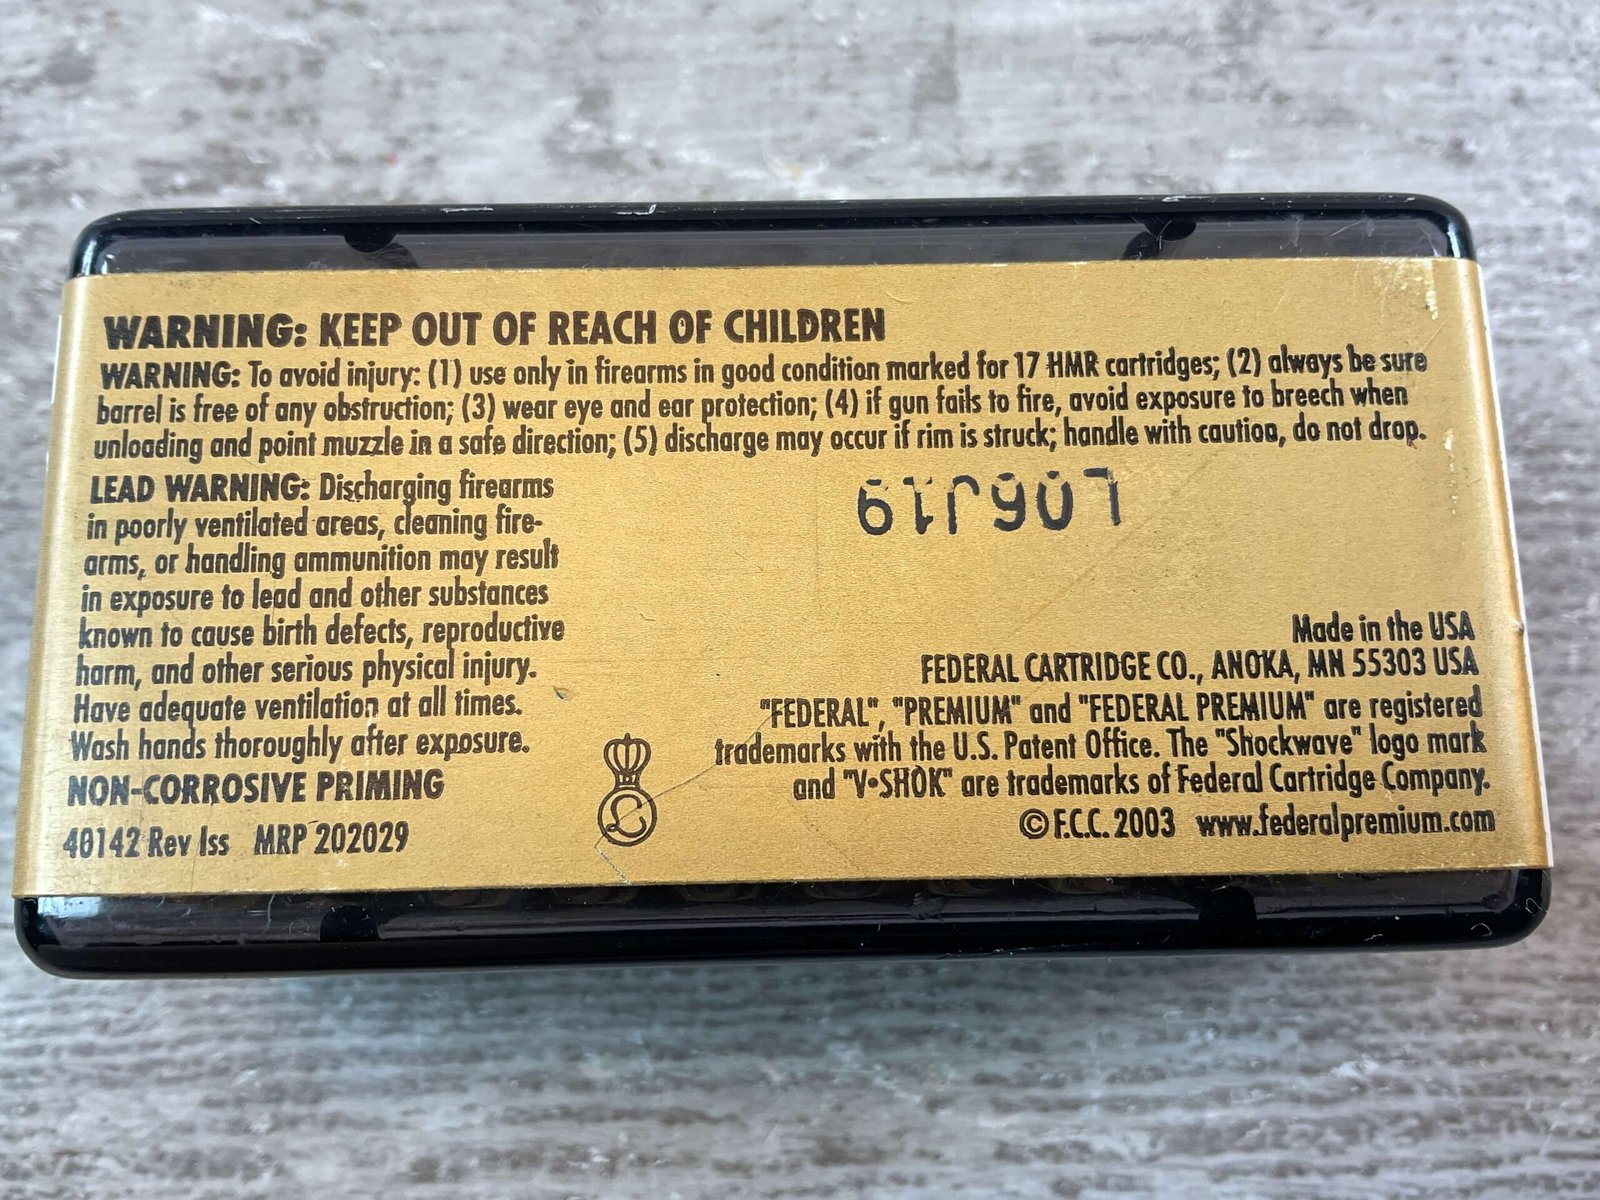 WARNING: KEEP OUT OF REACH OF CHILDREN
WARNING: To avoid injury: (1) use only in firearms in good condition marked for 17 HMR cartridges; (2) always be sure
barrel is free of any obstruction; (3) wear eye and ear protection; (4) if gun fails to fire, avoid exposure to breech when
unloading and point muzzle in a safe direction; (5) discharge may occur if rim is struck; handle with caution, do not drop.
LEAD WARNING: Discharging firearms
in poorly ventilated areas, cleaning fire-
arms, or handling ammunition may result
in exposure to lead and other substances
known to cause birth defects, reproductive
harm, and other serious physical injury.
Have adequate ventilation at all times.
Wash hands thoroughly after exposure.
NON-CORROSIVE PRIMING
40142 Rev Iss MRP 202029
L
L06J19
Made in the USA
FEDERAL CARTRIDGE CO., ANOKA, MN 55303 USA
"FEDERAL", "PREMIUM" and "FEDERAL PREMIUM" are registered
trademarks with the U.S. Patent Office. The "Shockwave" logo mark
and "V•SHOK" are trademarks of Federal Cartridge Company.
© F.C.C. 2003 www.federalpremium.com